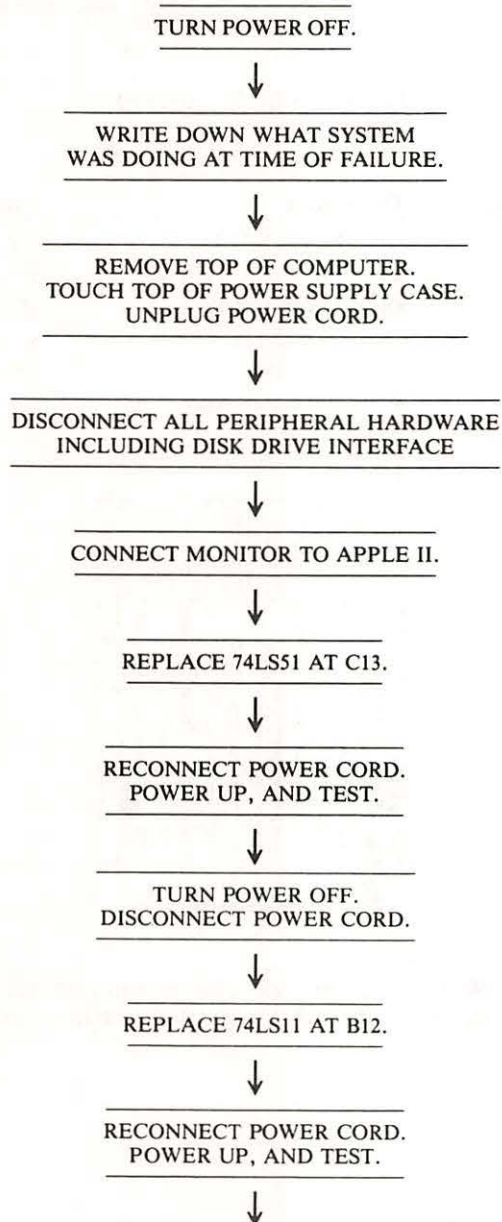 TURN POWER OFF.
WRITE DOWN WHAT SYSTEM
WAS DOING AT TIME OF FAILURE.
REMOVE TOP OF COMPUTER.
TOUCH TOP OF POWER SUPPLY CASE.
UNPLUG POWER CORD.
DISCONNECT ALL PERIPHERAL HARDWARE
INCLUDING DISK DRIVE INTERFACE
CONNECT MONITOR TO APPLE II.
REPLACE 74LS51 AT C13.
RECONNECT POWER CORD.
POWER UP, AND TEST.
TURN POWER OFF.
DISCONNECT POWER CORD.
REPLACE 74LS11 AT B12.
RECONNECT POWER CORD.
POWER UP, AND TEST.